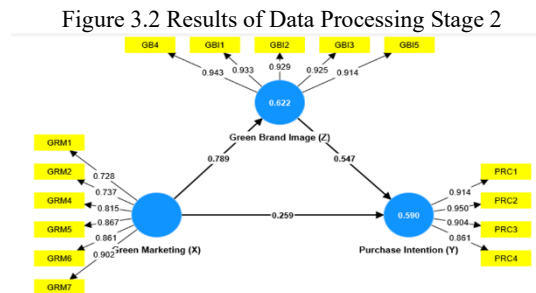 Figure 3.2 Results of Data Processing Stage 2
GB4 GBI1 GBI2 GBI3 GBI5
0.943 0.933 0.929 0.925 0.914
0.622
Green Brand Image (Z)
GRM1
GRM2
GRM4
GRM5
GRM6
GRM7
0.728
0.737
0.815
0.867
0.861
0.902
Green Marketing (X)
0.789
0.547
0.259
0.590
Purchase Intention (Y)
0.914
0.950
0.904
0.861
PRC1
PRC2
PRC3
PRC4